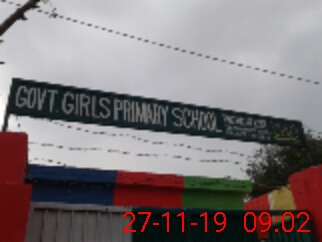 GOVT. GIRLS PRIMARY SCHOOL
27-11-19 09:02